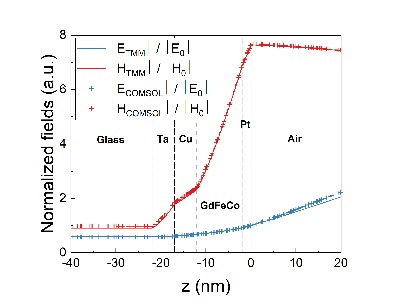 |E_TMM| / |E_0|
|H_TMM| / |H_0|
|E_COMSOL| / |E_0|
|H_COMSOL| / |H_0|
Normalized fields (a.u.)
8
6
4
2
0
Glass Ta Cu GdFeCo Pt Air
-40 -30 -20 -10 0 10 20
z (nm)